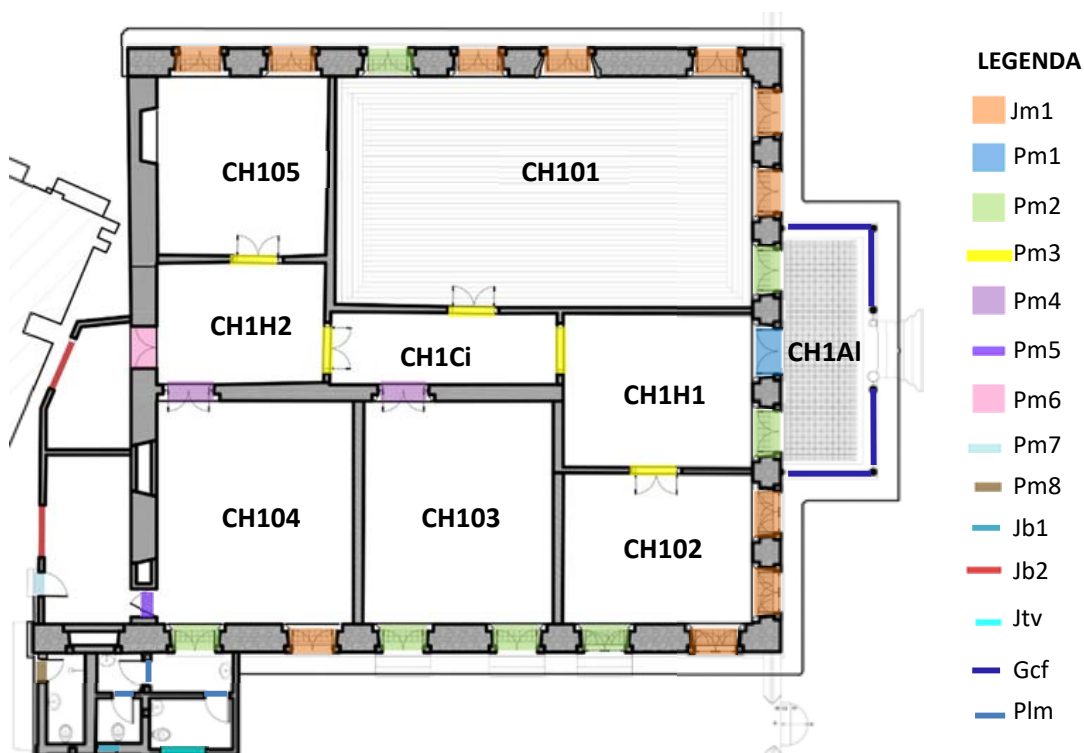 LEGENDA
Jm1
Pm1
Pm2
Pm3
Pm4
Pm5
Pm6
Pm7
Pm8
Jb1
Jb2
Jtv
Gcf
Plm
CH105
CH101
CH1H2
CH1Ci
CH1Al
CH1H1
CH104
CH103
CH102